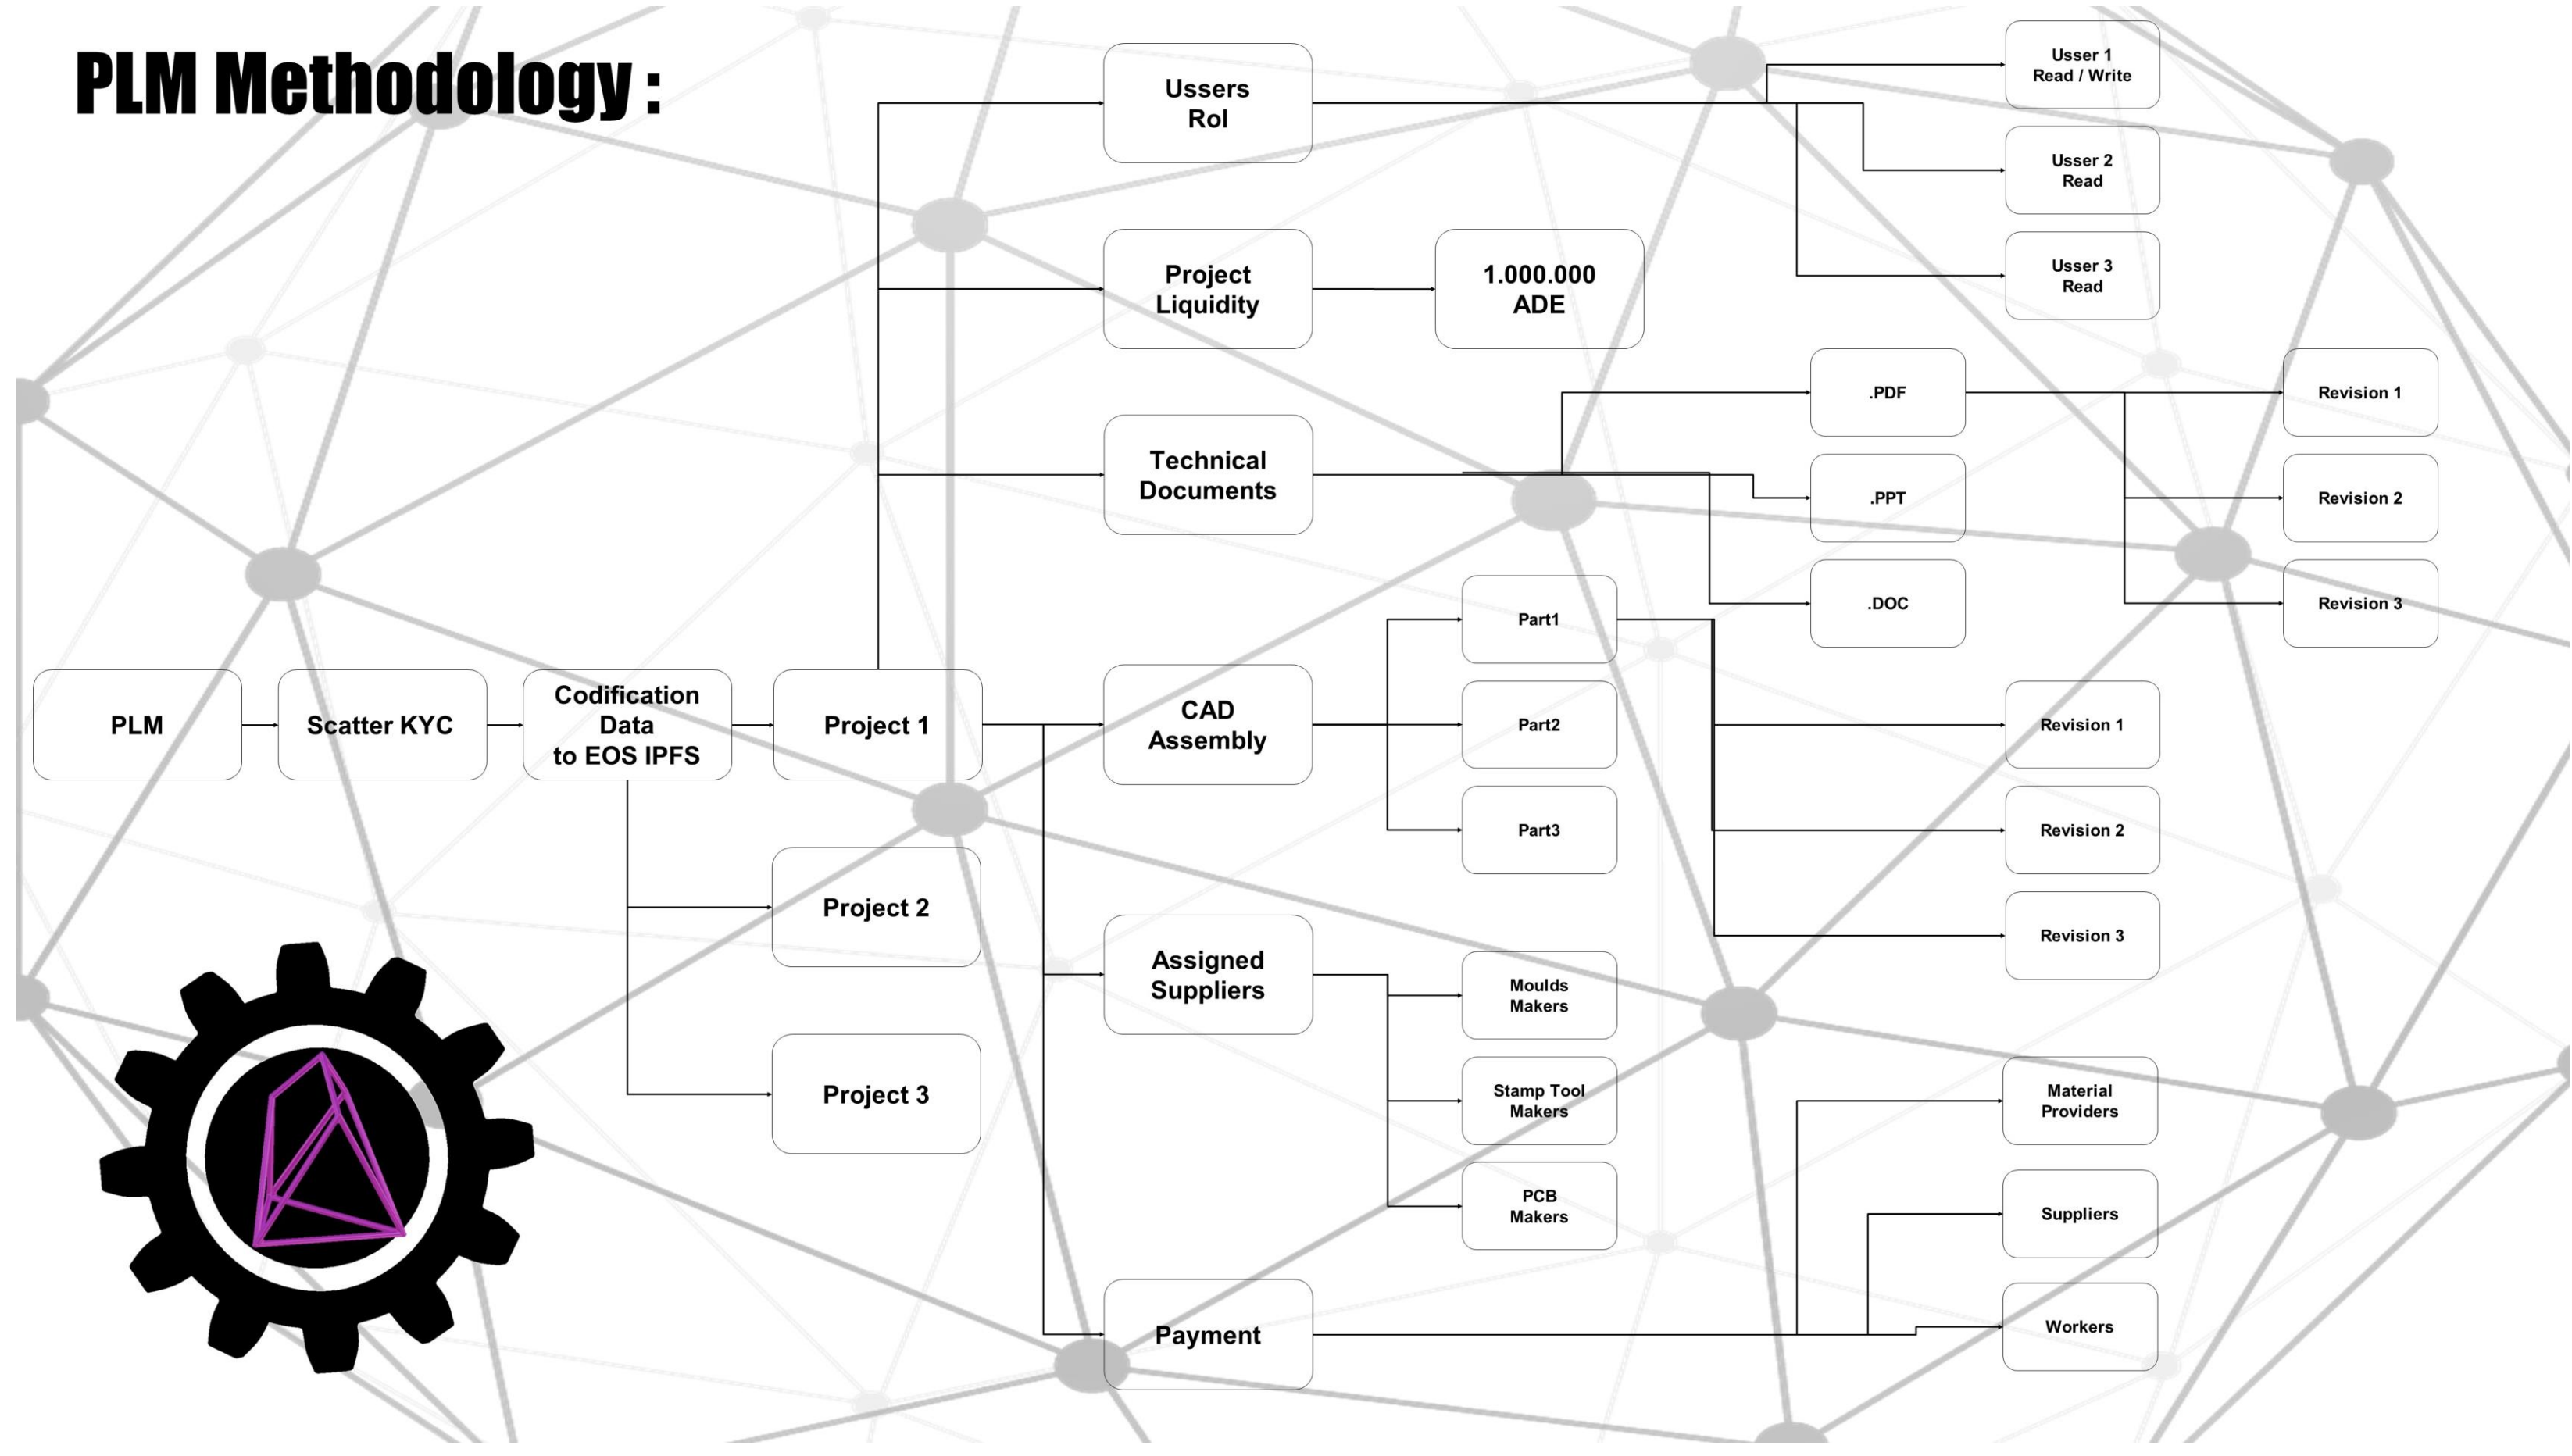 PLM Methodology :
Ussers
Rol
Usser 1
Read / Write
Usser 2
Read
Usser 3
Read
Project
Liquidity
1.000.000
ADE
Technical
Documents
.PDF
.PPT
.DOC
Revision 1
Revision 2
Revision 3
PLM
Scatter KYC
Codification
Data
to EOS IPFS
Project 1
Project 2
Project 3
CAD
Assembly
Part1
Part2
Part3
Revision 1
Revision 2
Revision 3
Assigned
Suppliers
Moulds
Makers
Stamp Tool
Makers
PCB
Makers
Payment
Material
Providers
Suppliers
Workers